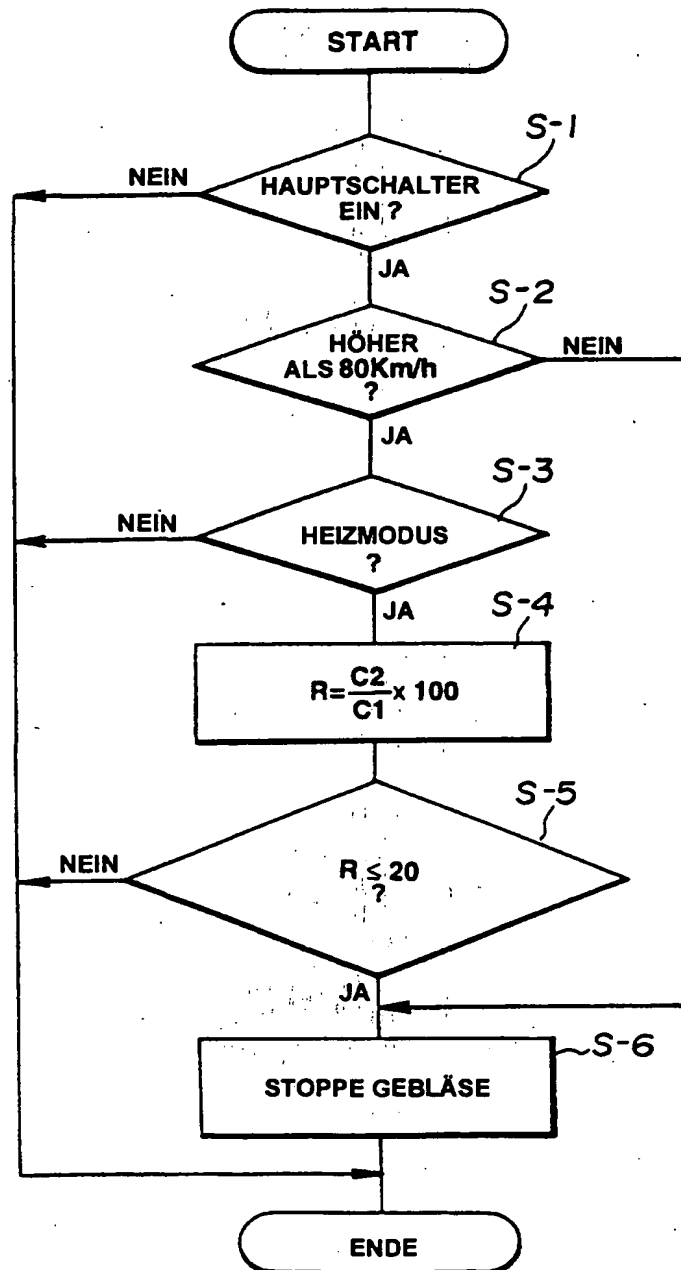 START
S-1
NEIN
HAUPTSCHALTER
EIN ?
JA
S-2
HÖHER
ALS 80Km/h
?
NEIN
JA
S-3
NEIN
HEIZMODUS
?
JA
S-4
R= C2/C1 x 100
S-5
NEIN
R ≤ 20
?
JA
S-6
STOPPE GEBLÄSE
ENDE